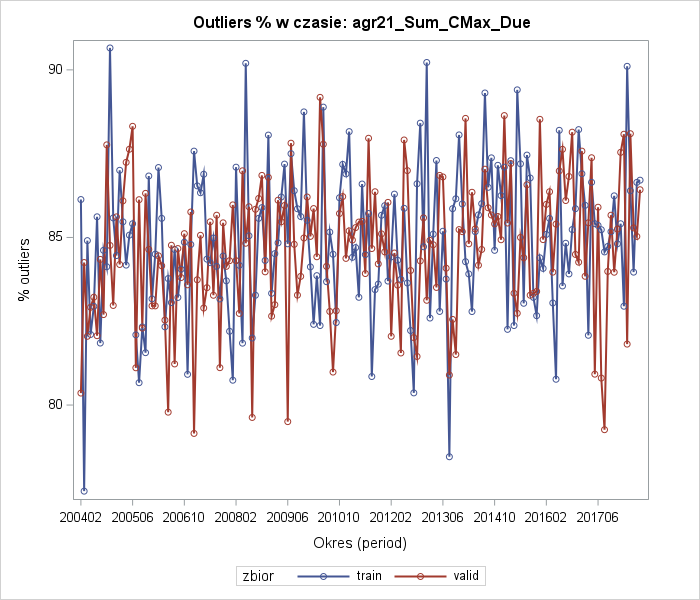 Outliers % w czasie: agr21_Sum_CMax_Due
90
85
80
% outliers
200402 200506 200610 200802 200906 201010 201202 201306 201410 201602 201706
Okres (period)
zbior train valid